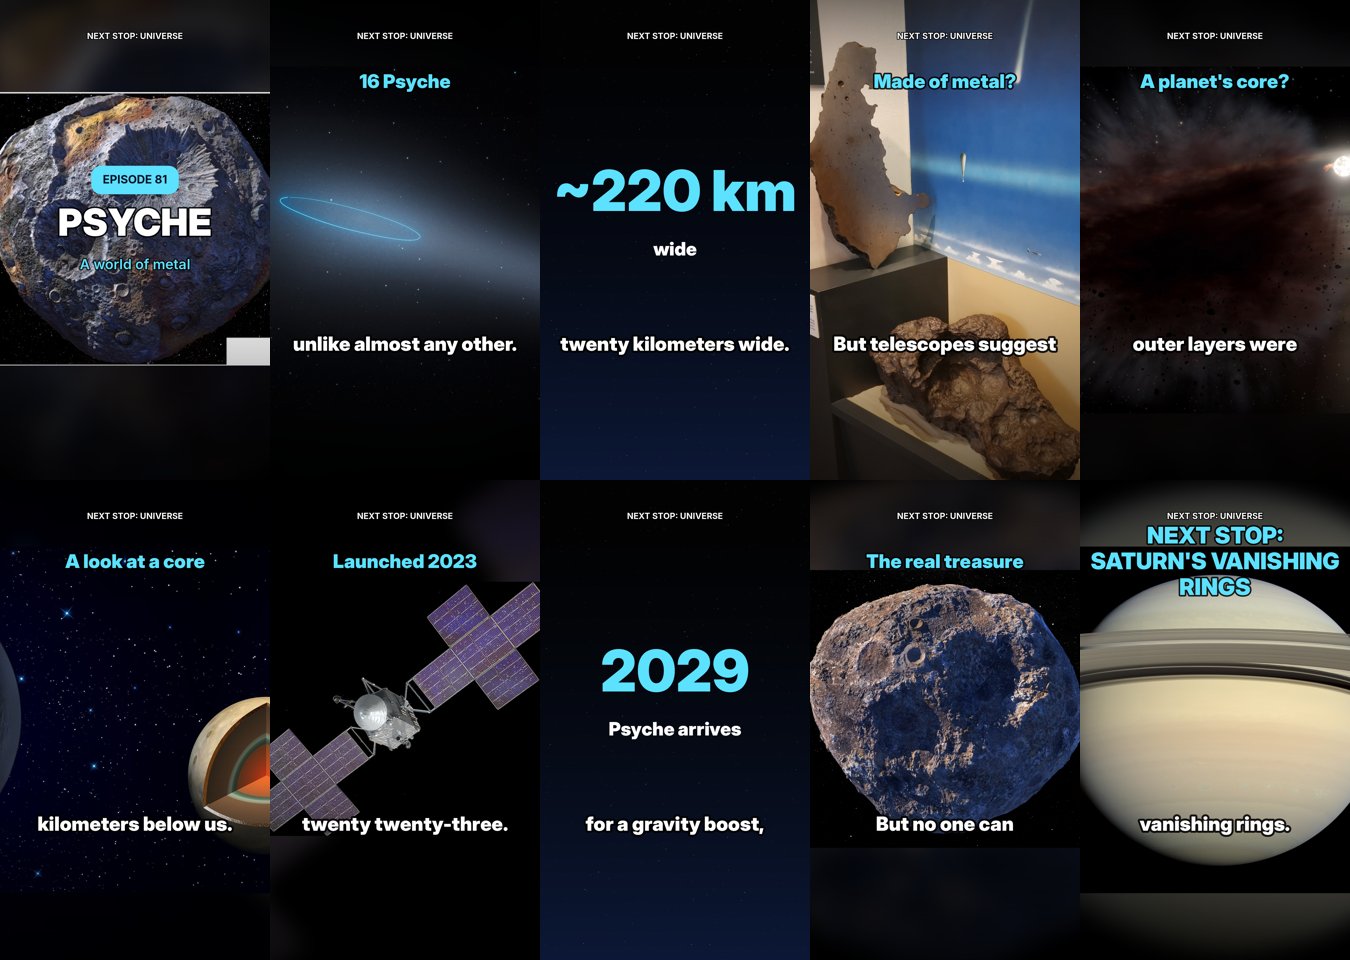 NEXT STOP: UNIVERSE
EPISODE 81
PSYCHE
A world of metal
NEXT STOP: UNIVERSE
16 Psyche
unlike almost any other.
NEXT STOP: UNIVERSE
~220 km
wide
twenty kilometers wide.
NEXT STOP: UNIVERSE
Made of metal?
But telescopes suggest
NEXT STOP: UNIVERSE
A planet's core?
outer layers were
NEXT STOP: UNIVERSE
A look at a core
kilometers below us.
NEXT STOP: UNIVERSE
Launched 2023
twenty twenty-three.
NEXT STOP: UNIVERSE
2029
Psyche arrives
for a gravity boost,
NEXT STOP: UNIVERSE
The real treasure
But no one can
NEXT STOP: UNIVERSE
NEXT STOP:
SATURN'S VANISHING
RINGS
vanishing rings.